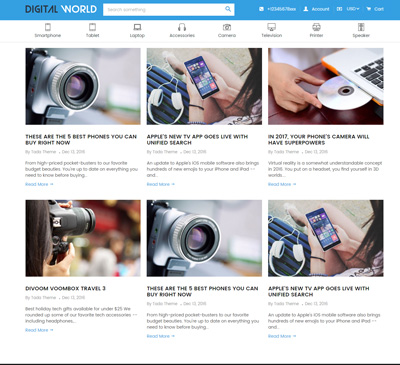 DIGITAL WORLD
Search something
Account
USD
Cart
Smartphone
Tablet
Laptop
Accessories
Camera
Television
Printer
Speaker
THESE ARE THE 5 BEST PHONES YOU CAN
BUY RIGHT NOW
By Tada Theme - Dec 13, 2016
From high-priced pocket-busters to our favorite
budget beauties. You're up to date on everything you
need to know before buying...
Read More →
APPLE'S NEW TV APP GOES LIVE WITH
UNIFIED SEARCH
By Tada Theme - Dec 13, 2016
An update to Apple's iOS mobile software also brings
hundreds of new emojis to your iPhone and iPad --
and...
Read More →
IN 2017, YOUR PHONE'S CAMERA WILL
HAVE SUPERPOWERS
By Tada Theme - Dec 13, 2016
Virtual reality is a somewhat understandable concept
in 2016. You put on a headset, you find yourself in 3D
worlds...
Read More →
DIVOOM VOOMBOX TRAVEL 3
By Tada Theme - Dec 13, 2016
Best holiday tech gifts available for under $25 We
rounded up some of our favorite tech accessories --
including headphones,...
Read More →
THESE ARE THE 5 BEST PHONES YOU CAN
BUY RIGHT NOW
By Tada Theme - Dec 13, 2016
From high-priced pocket-busters to our favorite
budget beauties. You're up to date on everything you
need to know before buying...
Read More →
APPLE'S NEW TV APP GOES LIVE WITH
UNIFIED SEARCH
By Tada Theme - Dec 13, 2016
An update to Apple's iOS mobile software also brings
hundreds of new emojis to your iPhone and iPad --
and...
Read More →